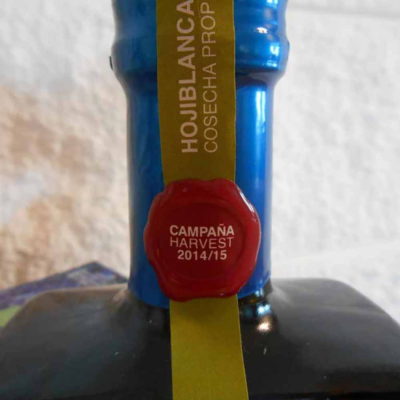 HOJIBLANCA
COSECHA PROP
CAMPAÑA
HARVEST
2014/15